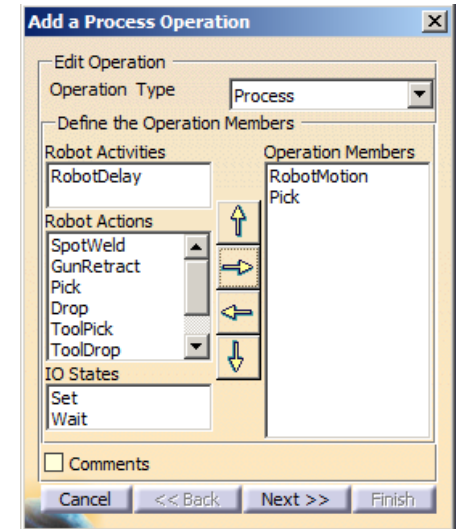 Add a Process Operation
Edit Operation
Operation Type
Process
Define the Operation Members
Robot Activities
RobotDelay
Robot Actions
SpotWeld
GunRetract
Pick
Drop
ToolPick
ToolDrop
IO States
Set
Wait
Operation Members
RobotMotion
Pick
Comments
Cancel
<< Back
Next >>
Finish